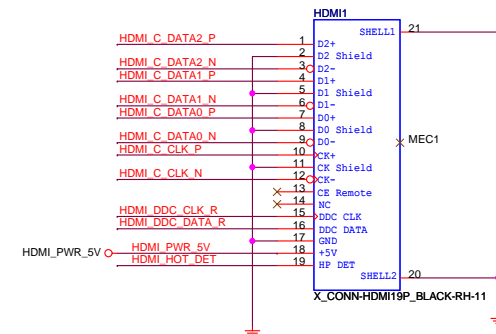 HDMI1
SHELL1 21
HDMI_C_DATA2_P 1 D2+
2 D2 Shield
HDMI_C_DATA2_N 3 D2-
HDMI_C_DATA1_P 4 D1+
5 D1 Shield
HDMI_C_DATA1_N 6 D1-
HDMI_C_DATA0_P 7 D0+
8 D0 Shield
HDMI_C_DATA0_N 9 D0- MEC1
HDMI_C_CLK_P 10 CK+
11 CK Shield
HDMI_C_CLK_N 12 CK-
13 CE Remote
14 NC
HDMI_DDC_CLK_R 15 DDC CLK
HDMI_DDC_DATA_R 16 DDC DATA
17 GND
HDMI_PWR_5V HDMI_PWR_5V 18 +5V
HDMI_HOT_DET 19 HP DET
SHELL2 20
X_CONN-HDMI19P_BLACK-RH-11